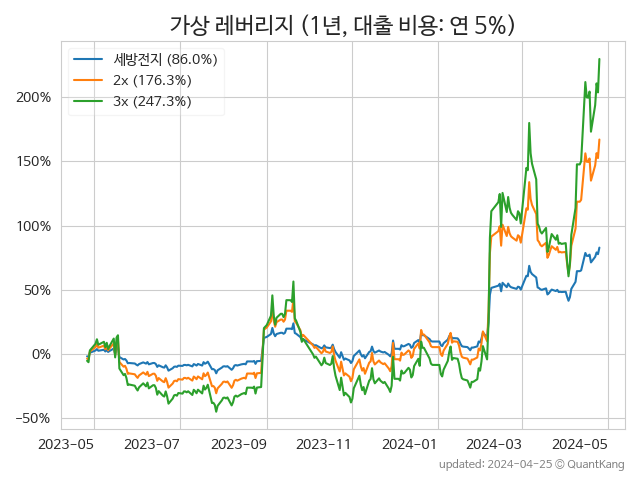 가상 레버리지 (1년, 대출 비용: 연 5%)
세방전지 (86.0%)
2x (176.3%)
3x (247.3%)
200%
150%
100%
50%
0%
−50%
2023-05 2023-07 2023-09 2023-11 2024-01 2024-03 2024-05
updated: 2024-04-25 © QuantKang